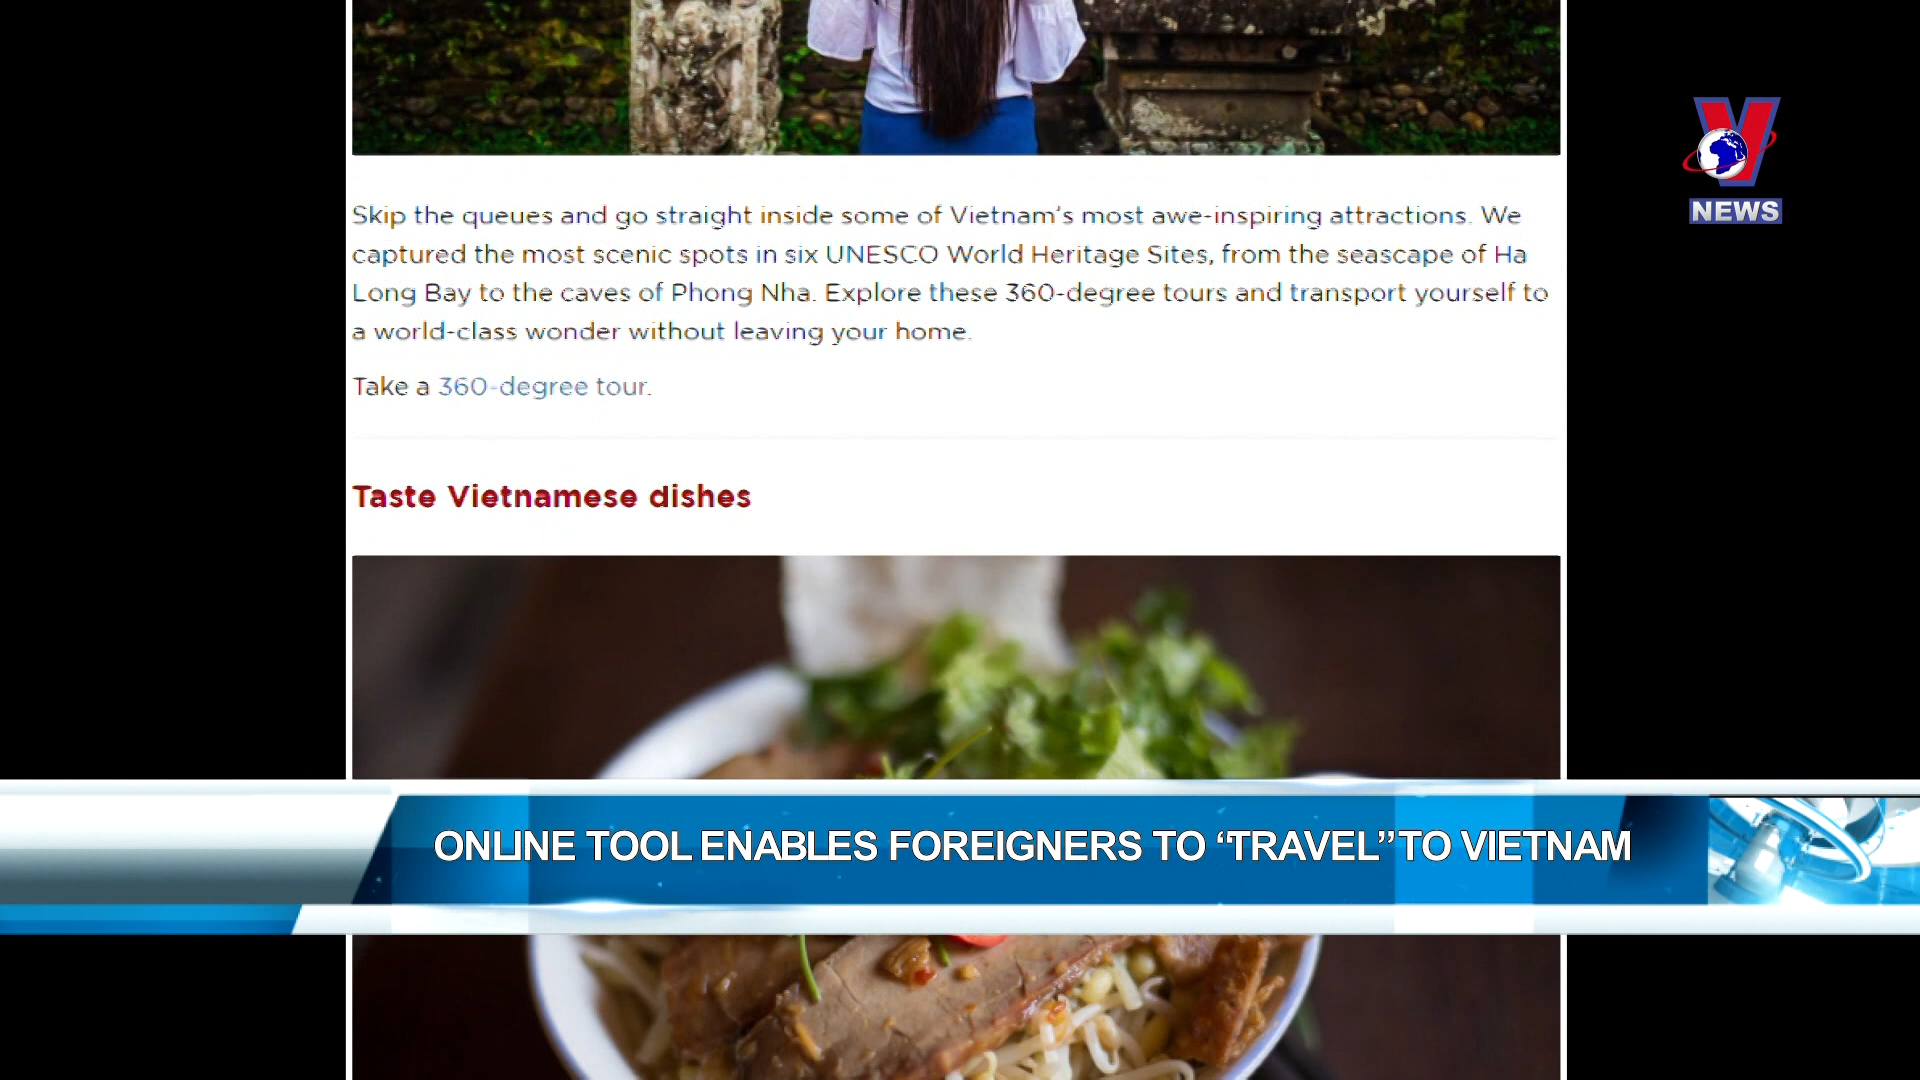 V
NEWS
Skip the queues and go straight inside some of Vietnam's most awe-inspiring attractions. We
captured the most scenic spots in six UNESCO World Heritage Sites, from the seascape of Ha
Long Bay to the caves of Phong Nha. Explore these 360-degree tours and transport yourself to
a world-class wonder without leaving your home.
Take a 360-degree tour.
Taste Vietnamese dishes
ONLINE TOOL ENABLES FOREIGNERS TO “TRAVEL” TO VIETNAM